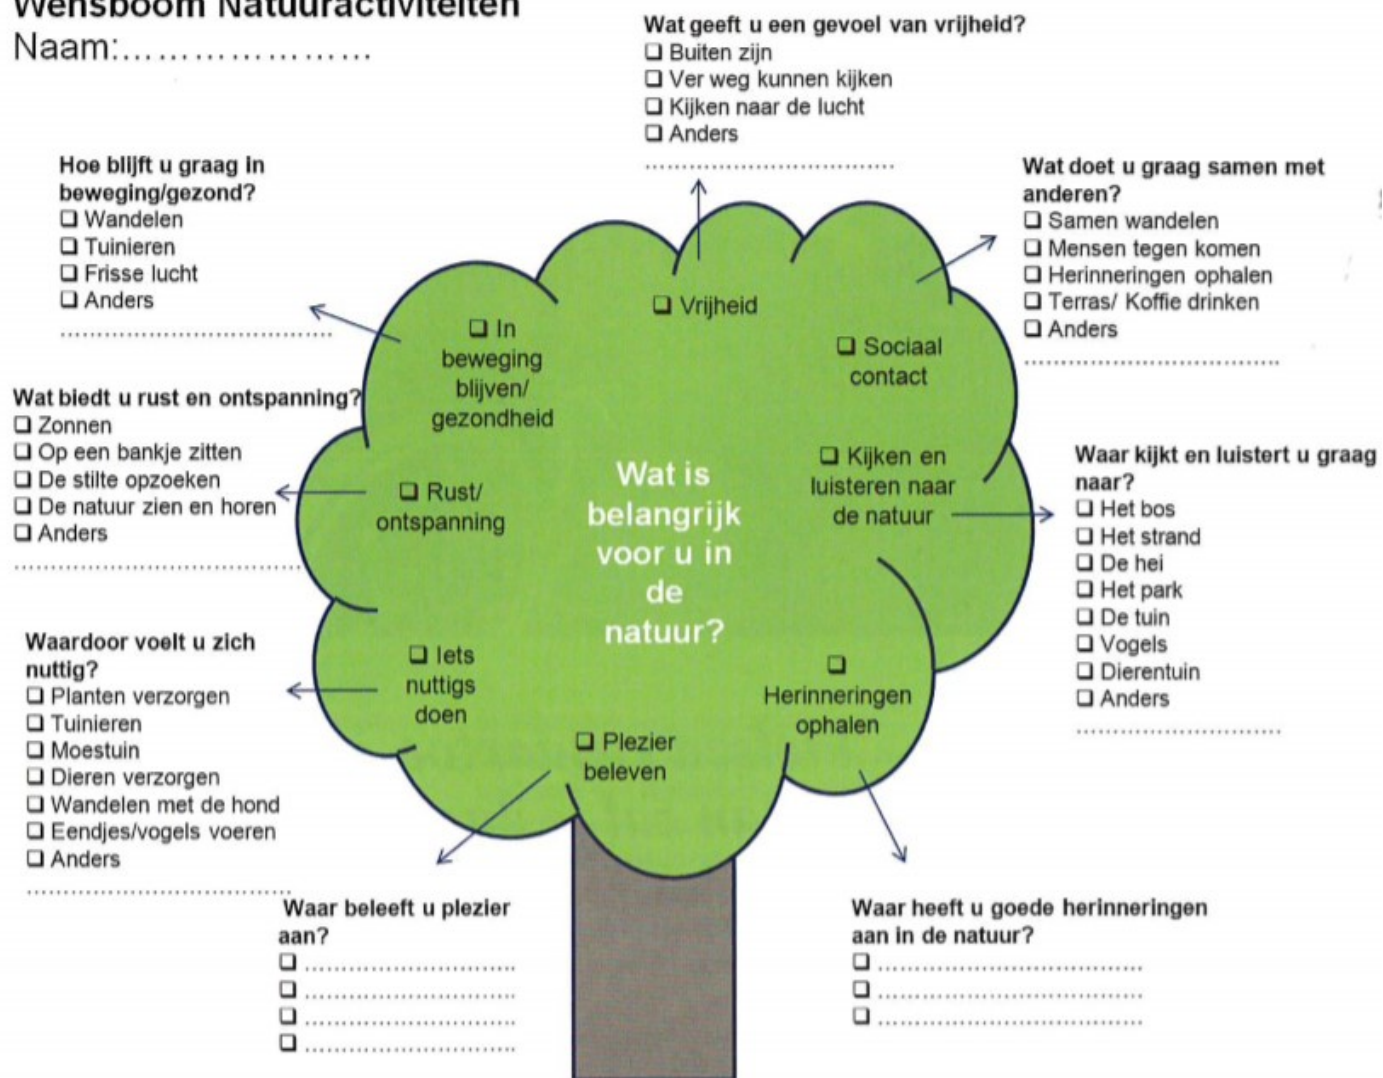 Wensboom Natuuractiviteiten
Naam:.....................
Wat geeft u een gevoel van vrijheid?
❑ Buiten zijn
❑ Ver weg kunnen kijken
❑ Kijken naar de lucht
❑ Anders
....................................
Hoe blijft u graag in
beweging/gezond?
❑ Wandelen
❑ Tuinieren
❑ Frisse lucht
❑ Anders
.......................................
Wat doet u graag samen met
anderen?
❑ Samen wandelen
❑ Mensen tegen komen
❑ Herinneringen ophalen
❑ Terras/ Koffie drinken
❑ Anders
.....................................
Wat biedt u rust en ontspanning?
❑ Zonnen
❑ Op een bankje zitten
❑ De stilte opzoeken
❑ De natuur zien en horen
❑ Anders
.........................................
Waar kijkt en luistert u graag
naar?
❑ Het bos
❑ Het strand
❑ De hei
❑ Het park
❑ De tuin
❑ Vogels
❑ Dierentuin
❑ Anders
..............................
Waardoor voelt u zich
nuttig?
❑ Planten verzorgen
❑ Tuinieren
❑ Moestuin
❑ Dieren verzorgen
❑ Wandelen met de hond
❑ Eendjes/vogels voeren
❑ Anders
......................................
❑ Vrijheid
❑ In
beweging
blijven/
gezondheid
❑ Sociaal
contact
❑ Rust/
ontspanning
❑ Kijken en
luisteren naar
de natuur
Wat is
belangrijk
voor u in
de
natuur?
❑ Iets
nuttigs
doen
❑ Plezier
beleven
❑
Herinneringen
ophalen
Waar beleeft u plezier
aan?
❑ ...............................
❑ ...............................
❑ ...............................
❑ ...............................
Waar heeft u goede herinneringen
aan in de natuur?
❑ ......................................
❑ ......................................
❑ ......................................